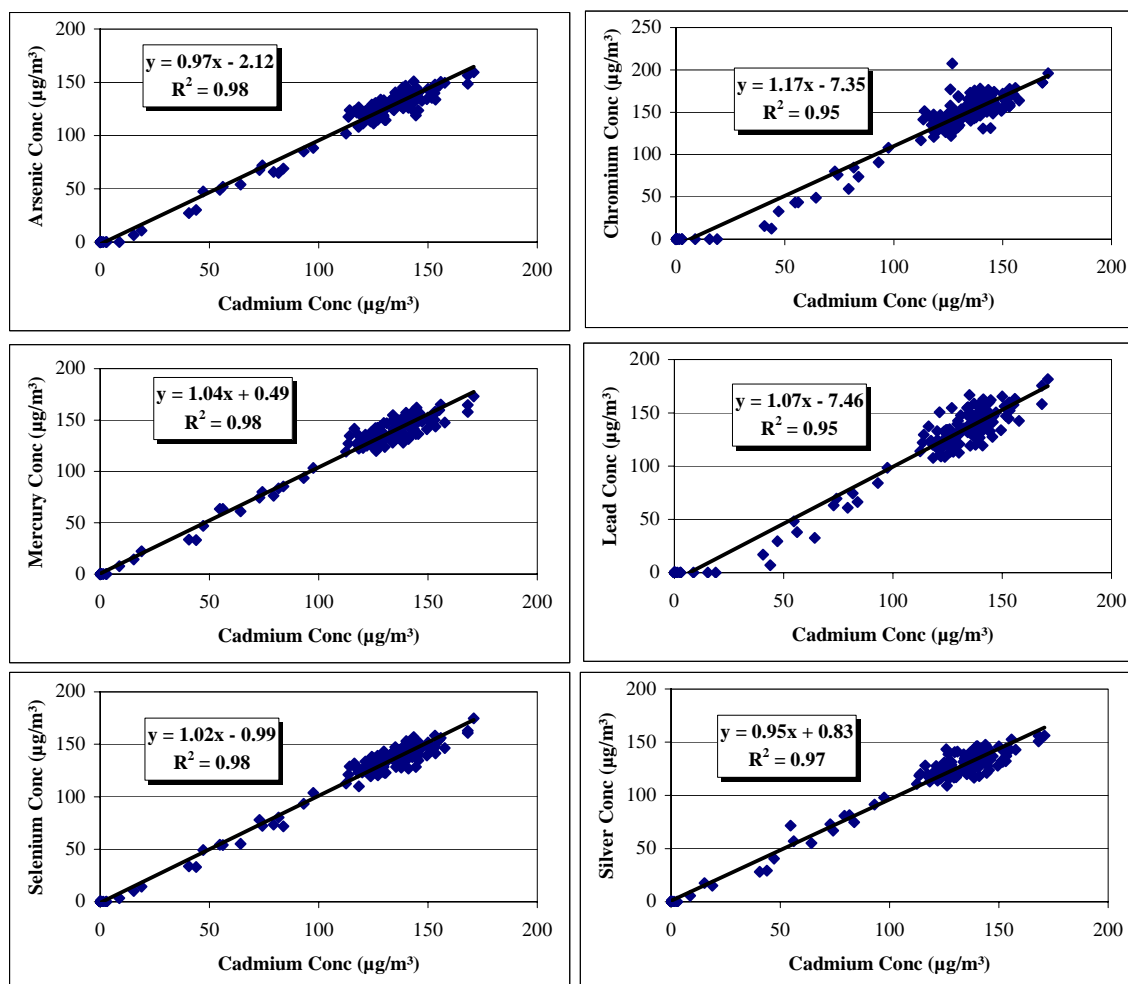 200
150
100
50
0
Arsenic Conc (µg/m³)
y = 0.97x - 2.12
R² = 0.98
0 50 100 150 200
Cadmium Conc (µg/m³)
250
200
150
100
50
0
Chromium Conc (µg/m³)
y = 1.17x - 7.35
R² = 0.95
0 50 100 150 200
Cadmium Conc (µg/m³)
200
150
100
50
0
Mercury Conc (µg/m³)
y = 1.04x + 0.49
R² = 0.98
0 50 100 150 200
Cadmium Conc (µg/m³)
200
150
100
50
0
Lead Conc (µg/m³)
y = 1.07x - 7.46
R² = 0.95
0 50 100 150 200
Cadmium Conc (µg/m³)
200
150
100
50
0
Selenium Conc (µg/m³)
y = 1.02x - 0.99
R² = 0.98
0 50 100 150 200
Cadmium Conc (µg/m³)
200
150
100
50
0
Silver Conc (µg/m³)
y = 0.95x + 0.83
R² = 0.97
0 50 100 150 200
Cadmium Conc (µg/m³)